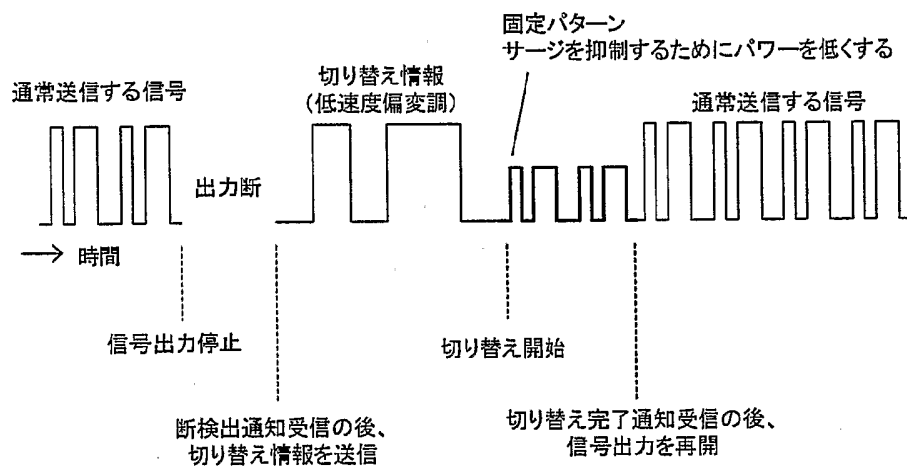 固定パターン
サージを抑制するためにパワーを低くする
切り替え情報
(低速度偏変調)
通常送信する信号
通常送信する信号
出力断
時間
信号出力停止
切り替え開始
断検出通知受信の後、
切り替え情報を送信
切り替え完了通知受信の後、
信号出力を再開